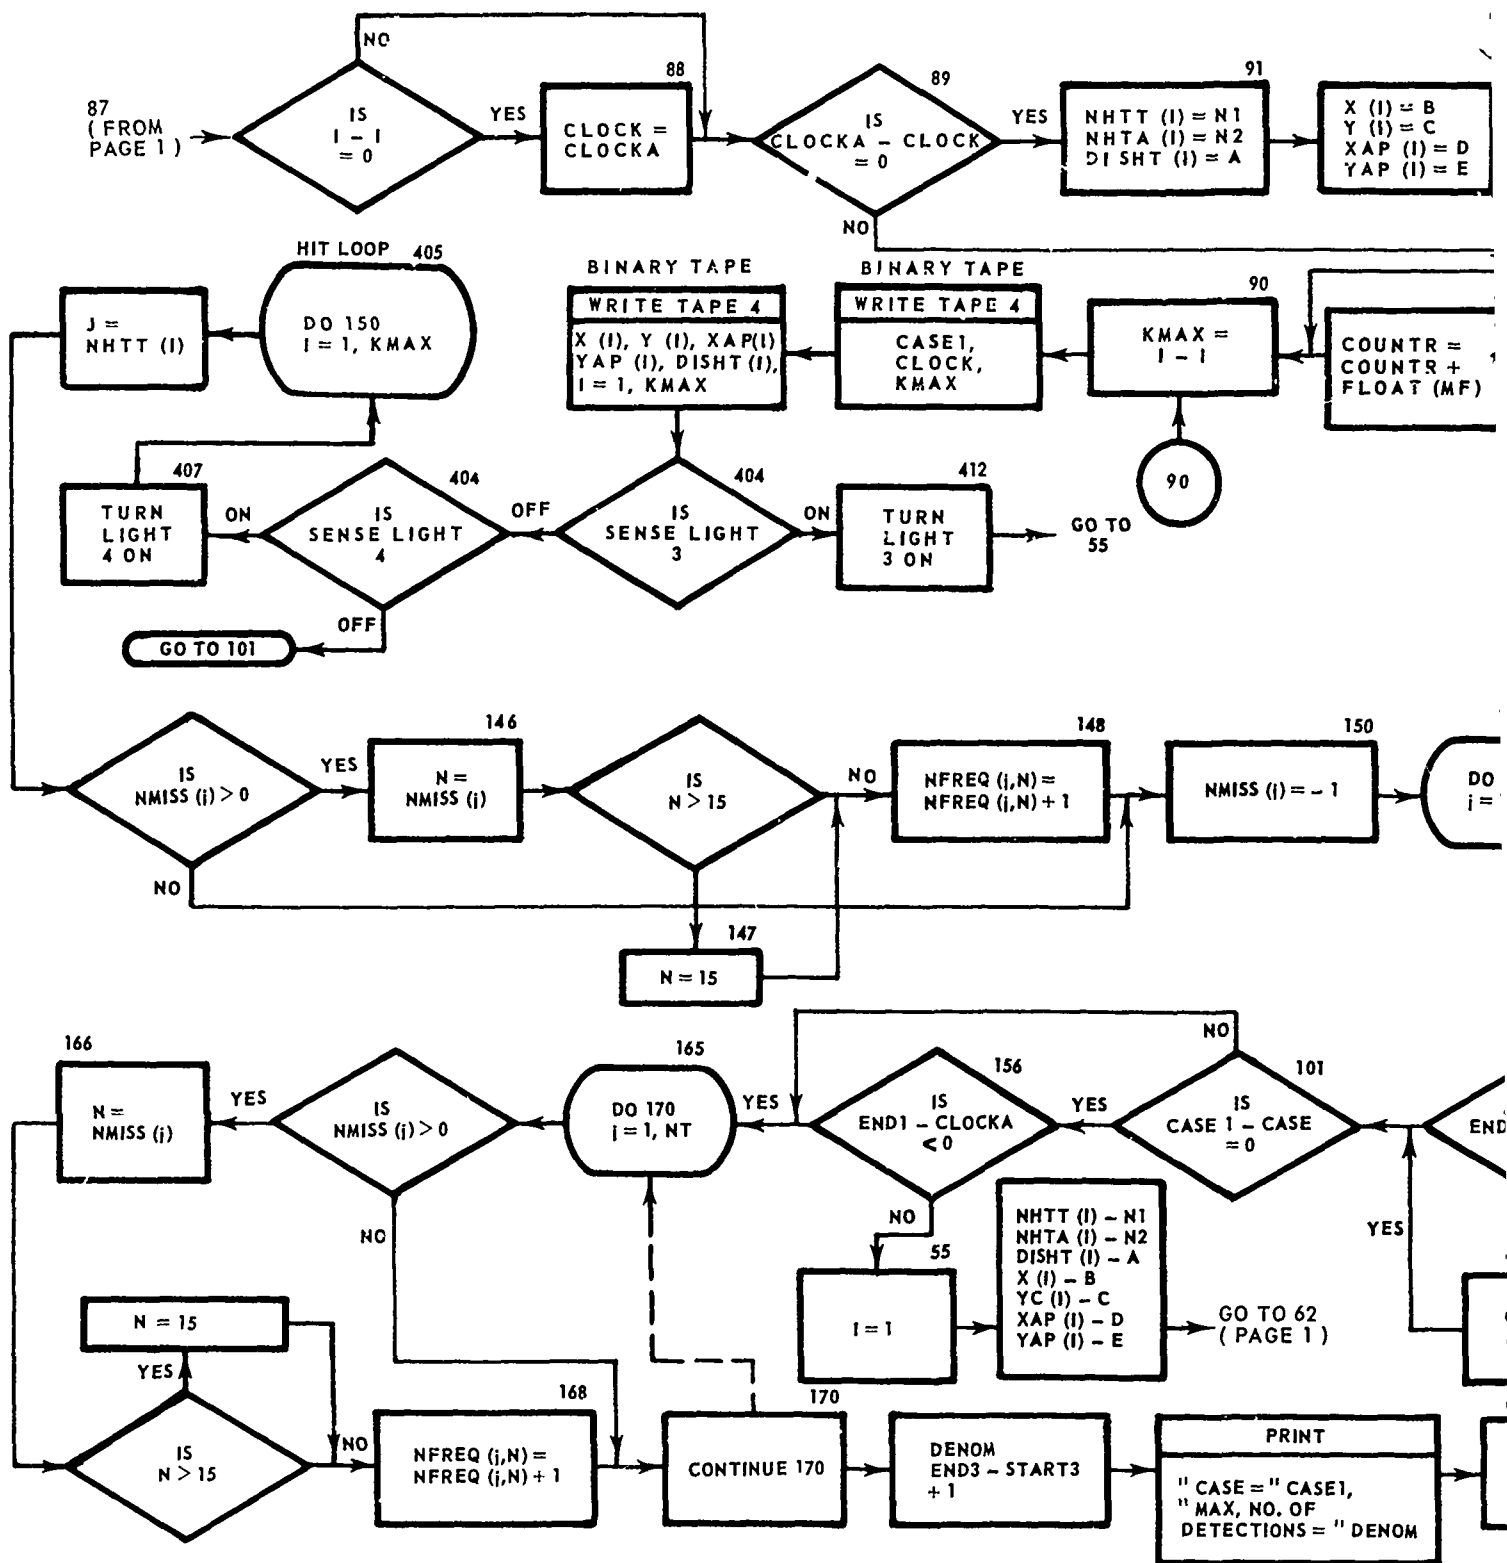 NO
87
( FROM
PAGE 1 )
IS
I - I
= 0
YES
88
CLOCK =
CLOCKA
89
IS
CLOCKA - CLOCK
= 0
YES
NO
91
NHTT (I) = N1
NHTA (I) = N2
DISHT (I) = A
X (I) = B
Y (I) = C
XAP (I) = D
YAP (I) = E
HIT LOOP
405
J =
NHTT (I)
DO 150
I = 1, KMAX
BINARY TAPE
WRITE TAPE 4
X (I), Y (I), XAP(I)
YAP (I), DISHT (I),
I = 1, KMAX
BINARY TAPE
WRITE TAPE 4
CASE1,
CLOCK,
KMAX
90
KMAX =
I - 1
COUNTR =
COUNTR +
FLOAT (MF)
90
407
TURN
LIGHT
4 ON
ON
404
IS
SENSE LIGHT
4
OFF
OFF
GO TO 101
404
IS
SENSE LIGHT
3
ON
412
TURN
LIGHT
3 ON
GO TO
55
IS
NMISS (j) > 0
YES
NO
146
N =
NMISS (j)
IS
N > 15
NO
148
NFREQ (j,N) =
NFREQ (j,N) + 1
150
NMISS (j) = - 1
DO
j =
147
N = 15
166
N =
NMISS (j)
YES
IS
NMISS (j) > 0
NO
165
DO 170
j = 1, NT
YES
156
IS
END1 - CLOCKA
< 0
NO
YES
101
IS
CASE 1 - CASE
= 0
NO
END
YES
55
I = 1
NHTT (I) - N1
NHTA (I) - N2
DISHT (I) - A
X (I) - B
YC (I) - C
XAP (I) - D
YAP (I) - E
GO TO 62
( PAGE 1 )
N = 15
YES
IS
N > 15
NO
168
NFREQ (j,N) =
NFREQ (j,N) + 1
170
CONTINUE 170
DENOM
END3 - START3
+ 1
PRINT
" CASE = " CASE1,
" MAX, NO. OF
DETECTIONS = " DENOM